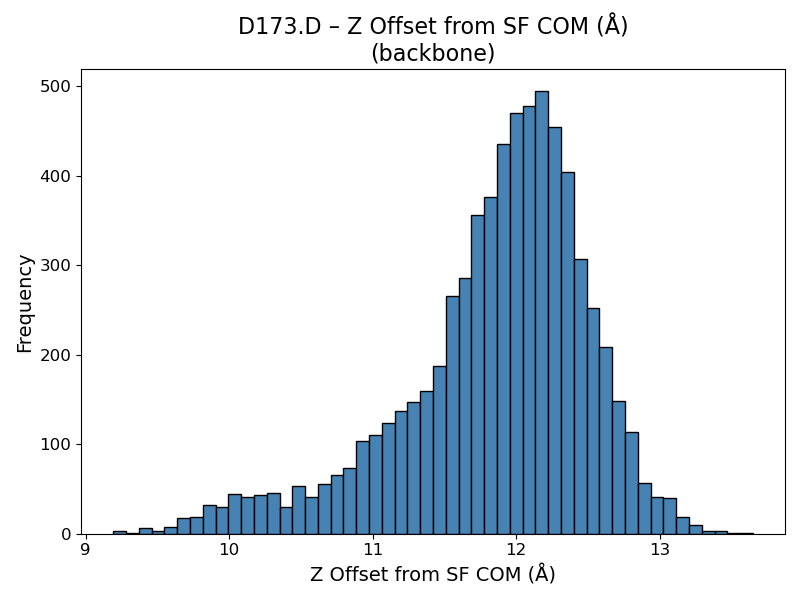 D173.D – Z Offset from SF COM (Å)
(backbone)
500
400
300
200
100
0
Frequency
9 10 11 12 13
Z Offset from SF COM (Å)